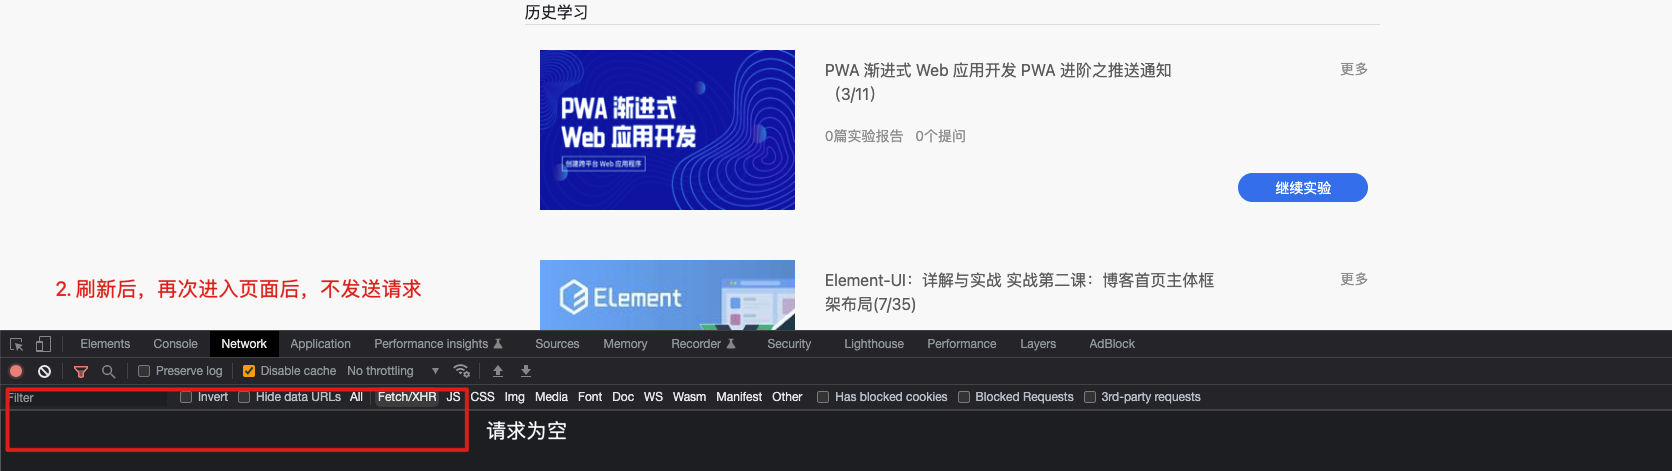 历史学习
PWA 渐进式
Web 应用开发
创建跨平台 Web 应用程序
PWA 渐进式 Web 应用开发 PWA 进阶之推送通知
（3/11）
更多
0篇实验报告 0个提问
继续实验
2. 刷新后，再次进入页面后，不发送请求
Element
Element-UI：详解与实战 实战第二课：博客首页主体框
架布局(7/35)
更多
Elements Console Network Application Performance insights Sources Memory Recorder Security Lighthouse Performance Layers AdBlock
Preserve log Disable cache No throttling
Filter Invert Hide data URLs All Fetch/XHR JS CSS Img Media Font Doc WS Wasm Manifest Other Has blocked cookies Blocked Requests 3rd-party requests
请求为空